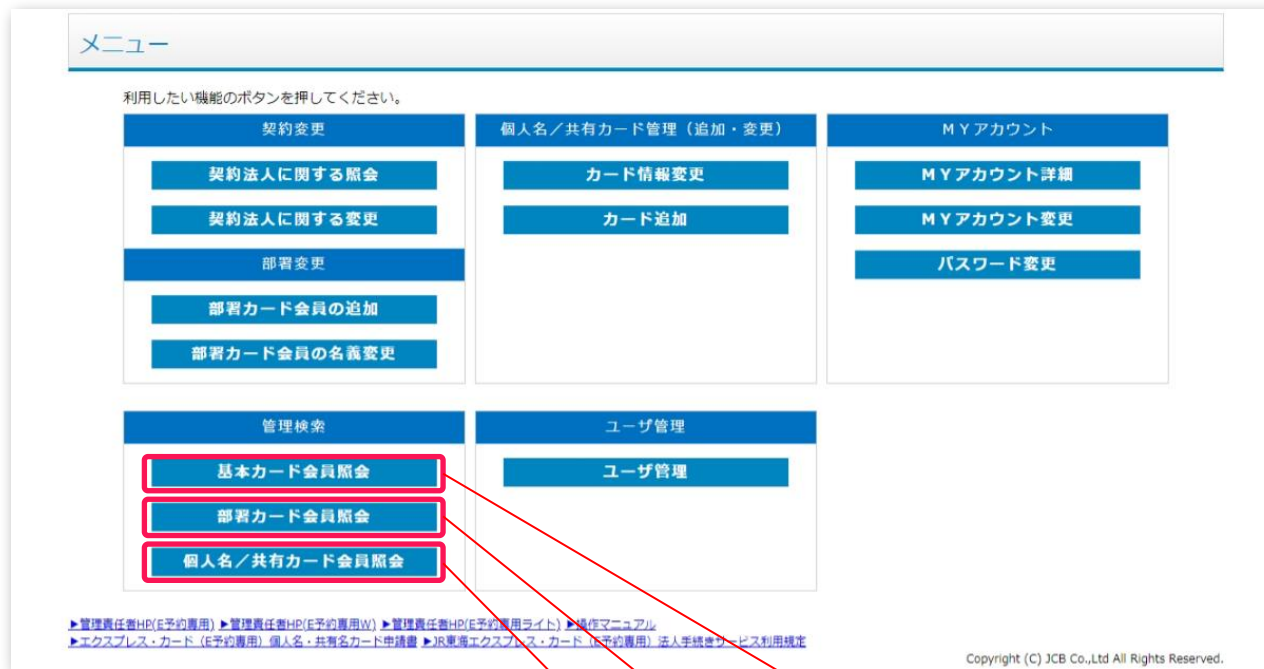 メニュー
利用したい機能のボタンを押してください。
契約変更
契約法人に関する照会
契約法人に関する変更
部署変更
部署カード会員の追加
部署カード会員の名義変更
個人名／共有カード管理（追加・変更）
カード情報変更
カード追加
ＭＹアカウント
ＭＹアカウント詳細
ＭＹアカウント変更
パスワード変更
管理検索
基本カード会員照会
部署カード会員照会
個人名／共有カード会員照会
ユーザ管理
ユーザ管理
▶管理責任者HP(E予約専用) ▶管理責任者HP(E予約専用W) ▶管理責任者HP(E予約専用ライト) ▶操作マニュアル
▶エクスプレス・カード（E予約専用）個人名・共有名カード申請書 ▶JR東海エクスプレス・カード（E予約専用）法人手続きサービス利用規定
Copyright (C) JCB Co.,Ltd All Rights Reserved.